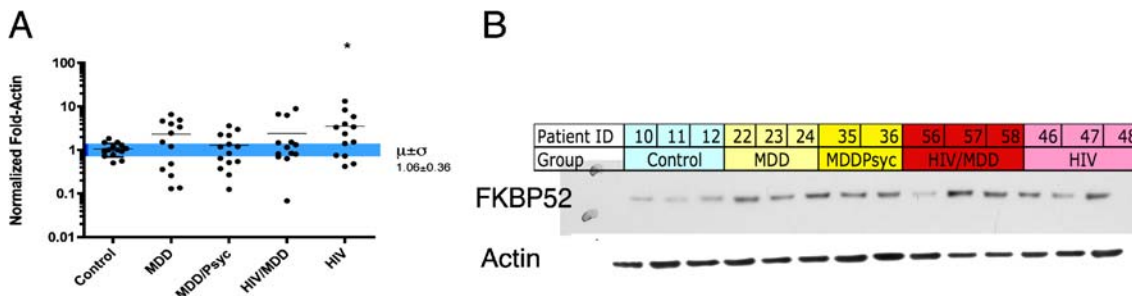 A
*
Normalized Fold-Actin
100
10
1
0.1
0.01
μ±σ
1.06±0.36
Control
MDD
MDD/Psyc
HIV/MDD
HIV
B
Patient ID 10 11 12 22 23 24 35 36 56 57 58 46 47 48
Group Control MDD MDDPsyc HIV/MDD HIV
FKBP52
Actin